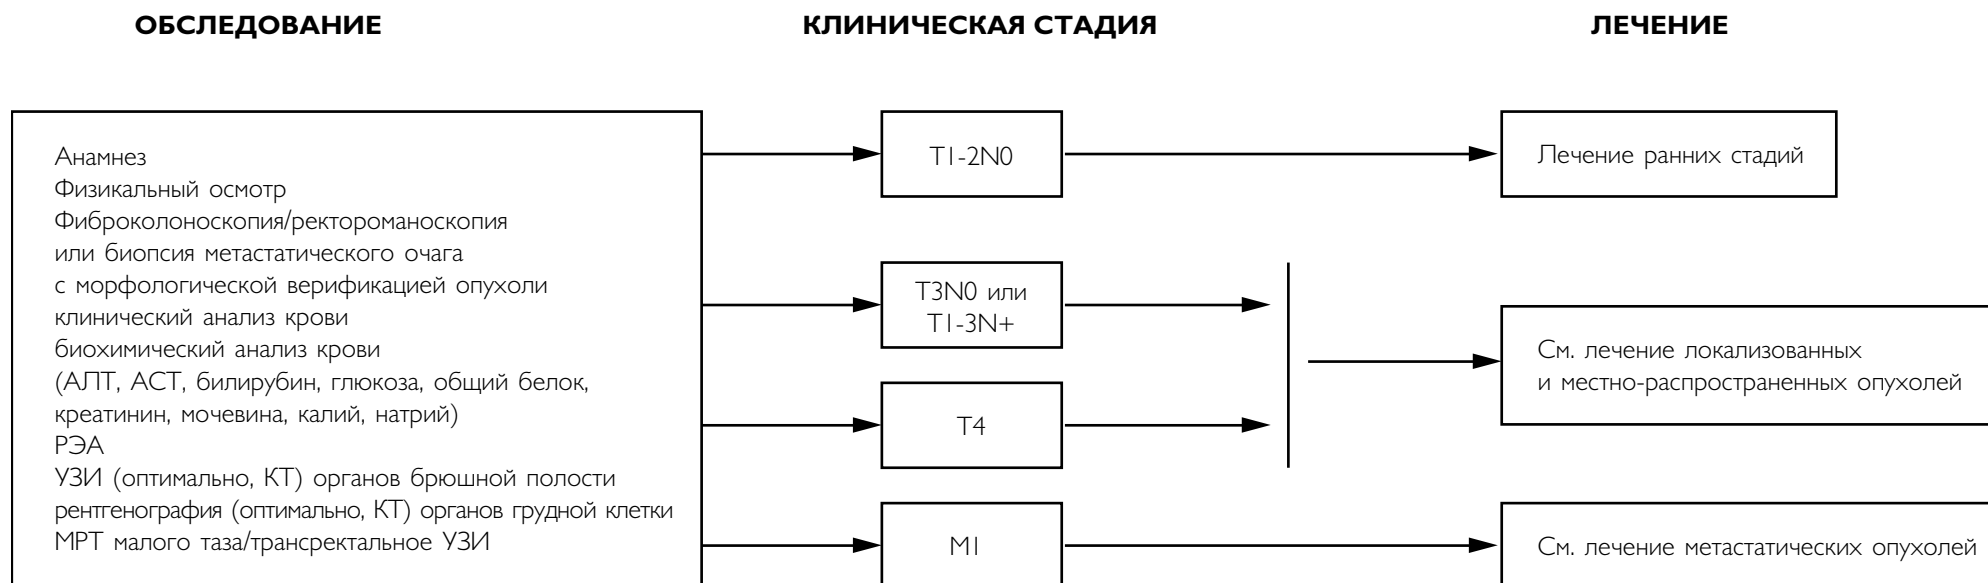 ОБСЛЕДОВАНИЕ
КЛИНИЧЕСКАЯ СТАДИЯ
ЛЕЧЕНИЕ
Анамнез
Физикальный осмотр
Фиброколоноскопия/ректороманоскопия
или биопсия метастатического очага
с морфологической верификацией опухоли
клинический анализ крови
биохимический анализ крови
(АЛТ, АСТ, билирубин, глюкоза, общий белок,
креатинин, мочевина, калий, натрий)
РЭА
УЗИ (оптимально, КТ) органов брюшной полости
рентгенография (оптимально, КТ) органов грудной клетки
МРТ малого таза/трансректальное УЗИ
T1-2N0
T3N0 или
T1-3N+
T4
M1
Лечение ранних стадий
См. лечение локализованных
и местно-распространенных опухолей
См. лечение метастатических опухолей